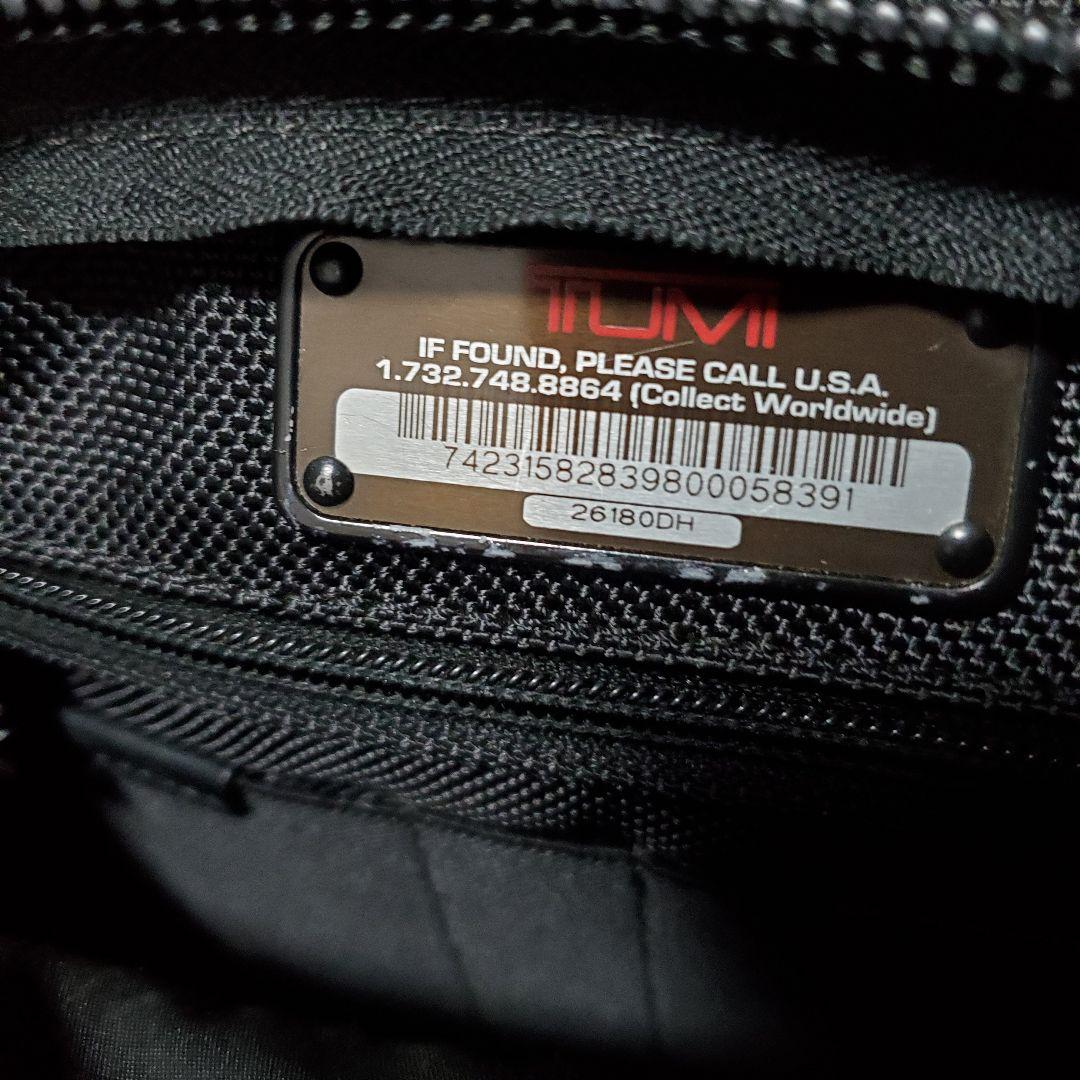 TUMI
IF FOUND, PLEASE CALL U.S.A.
1.732.748.8864 (Collect Worldwide)
74231582839800058391
26180DH